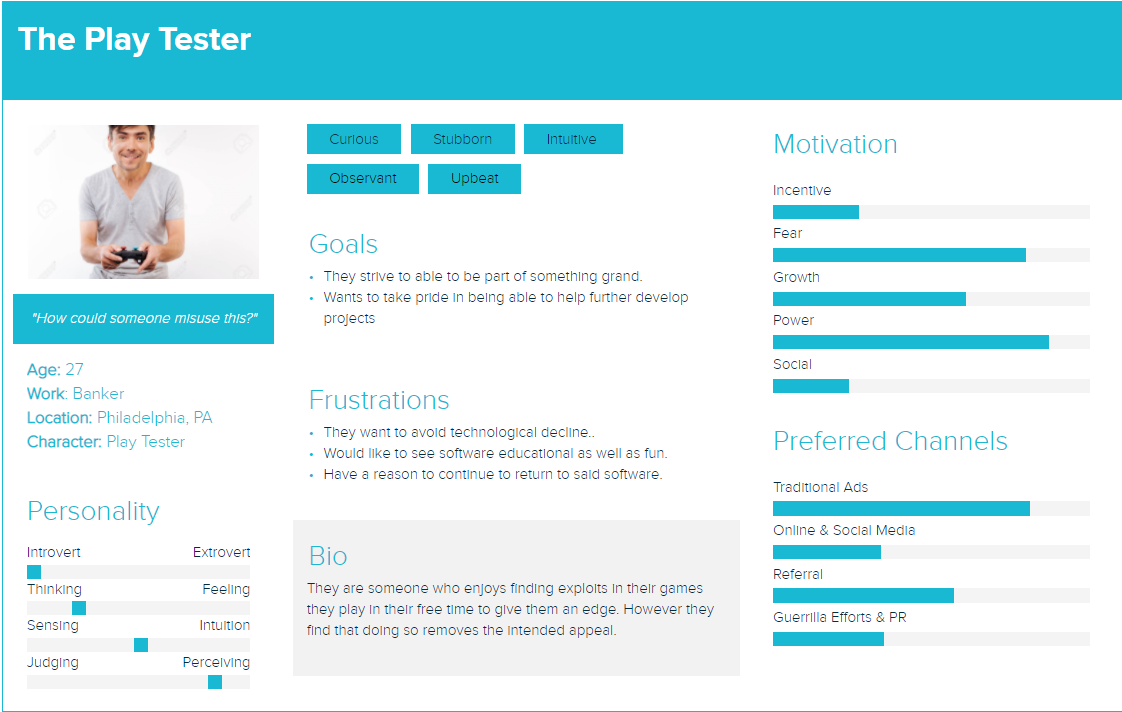 The Play Tester
"How could someone misuse this?"
Age: 27
Work: Banker
Location: Philadelphia, PA
Character: Play Tester
Personality
Introvert Extrovert
Thinking Feeling
Sensing Intuition
Judging Perceiving
Curious Stubborn Intuitive
Observant Upbeat
Goals
• They strive to able to be part of something grand.
• Wants to take pride in being able to help further develop
projects
Frustrations
• They want to avoid technological decline..
• Would like to see software educational as well as fun.
• Have a reason to continue to return to said software.
Bio
They are someone who enjoys finding exploits in their games
they play in their free time to give them an edge. However they
find that doing so removes the intended appeal.
Motivation
Incentive
Fear
Growth
Power
Social
Preferred Channels
Traditional Ads
Online & Social Media
Referral
Guerrilla Efforts & PR